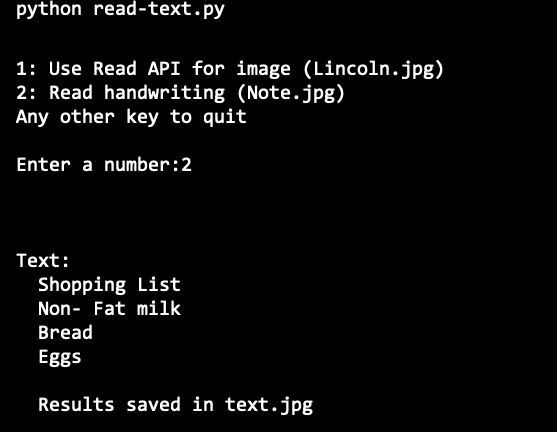 python read-text.py
1: Use Read API for image (Lincoln.jpg)
2: Read handwriting (Note.jpg)
Any other key to quit
Enter a number:2
Text:
Shopping List
Non- Fat milk
Bread
Eggs
Results saved in text.jpg